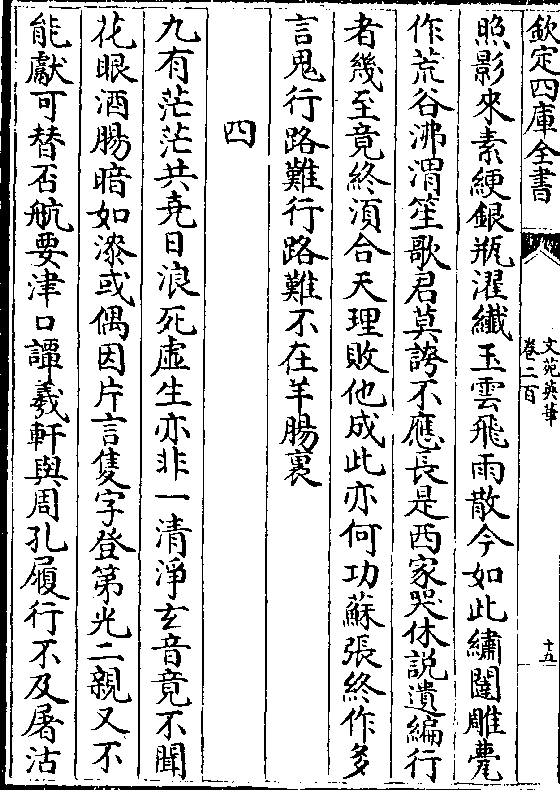 欽定四庫全書
文苑英華
卷二百
十五
照影來素綆銀瓶濯纖玉雲飛雨散今如此繡闥雕甍
作荒谷沸渭笙歌君莫誇不應長是西家哭休説遺編行
者幾至竟終須合天理敗他成此亦何功蘇張終作多
言鬼行路難行路難不在羊腸裏
四
九有茫茫共堯日浪死虚生亦非一清淨玄音竟不聞
花眼酒腸暗如漆或偶因片言隻字登第光二親又不
能獻可替否航要津口譚羲軒與周孔履行不及屠沽